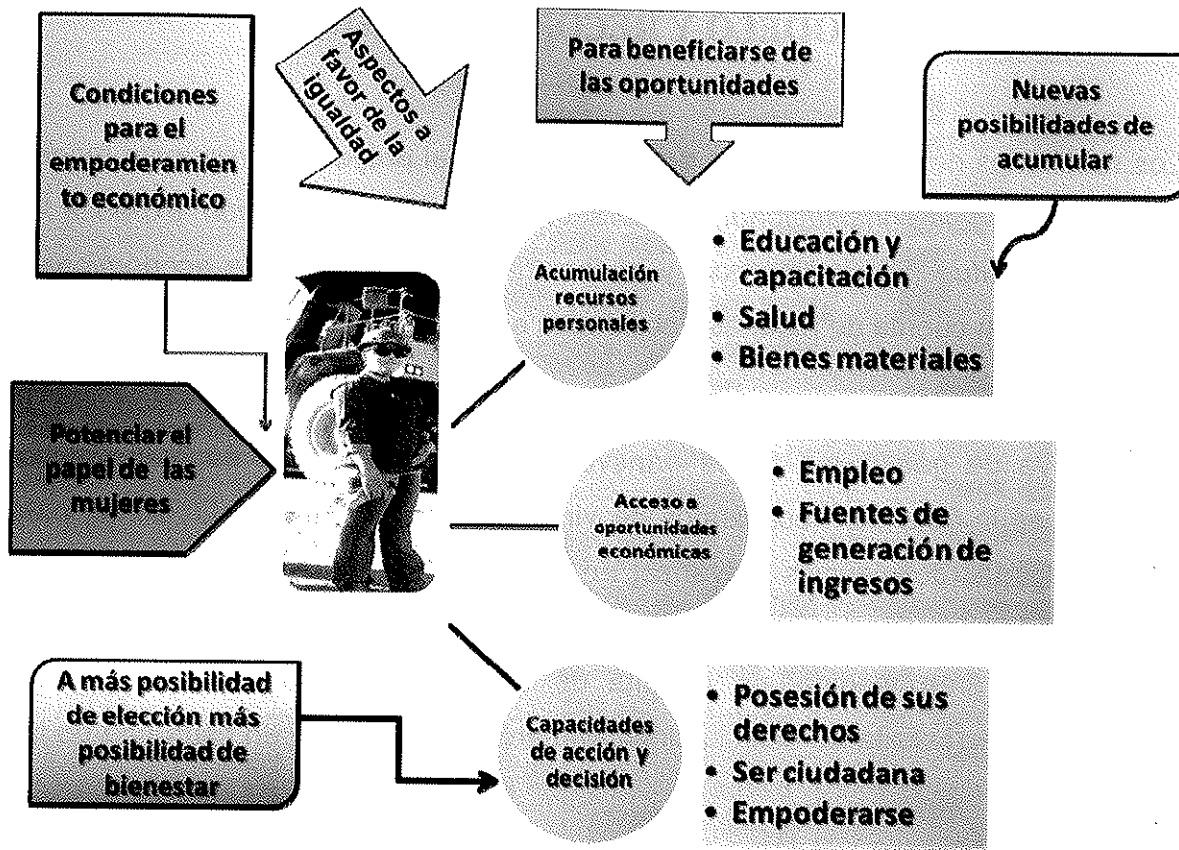 Condiciones
para el
empoderamien
to económico
Aspectos a
favor de la
igualdad
Para beneficiarse de
las oportunidades
Nuevas
posibilidades de
acumular
Acumulación
recursos
personales
• Educación y
capacitación
• Salud
• Bienes materiales
Potenciar el
papel de las
mujeres
Acceso a
oportunidades
económicas
• Empleo
• Fuentes de
generación de
ingresos
A más posibilidad
de elección más
posibilidad de
bienestar
Capacidades
de acción y
decisión
• Posesión de sus
derechos
• Ser ciudadana
• Empoderarse